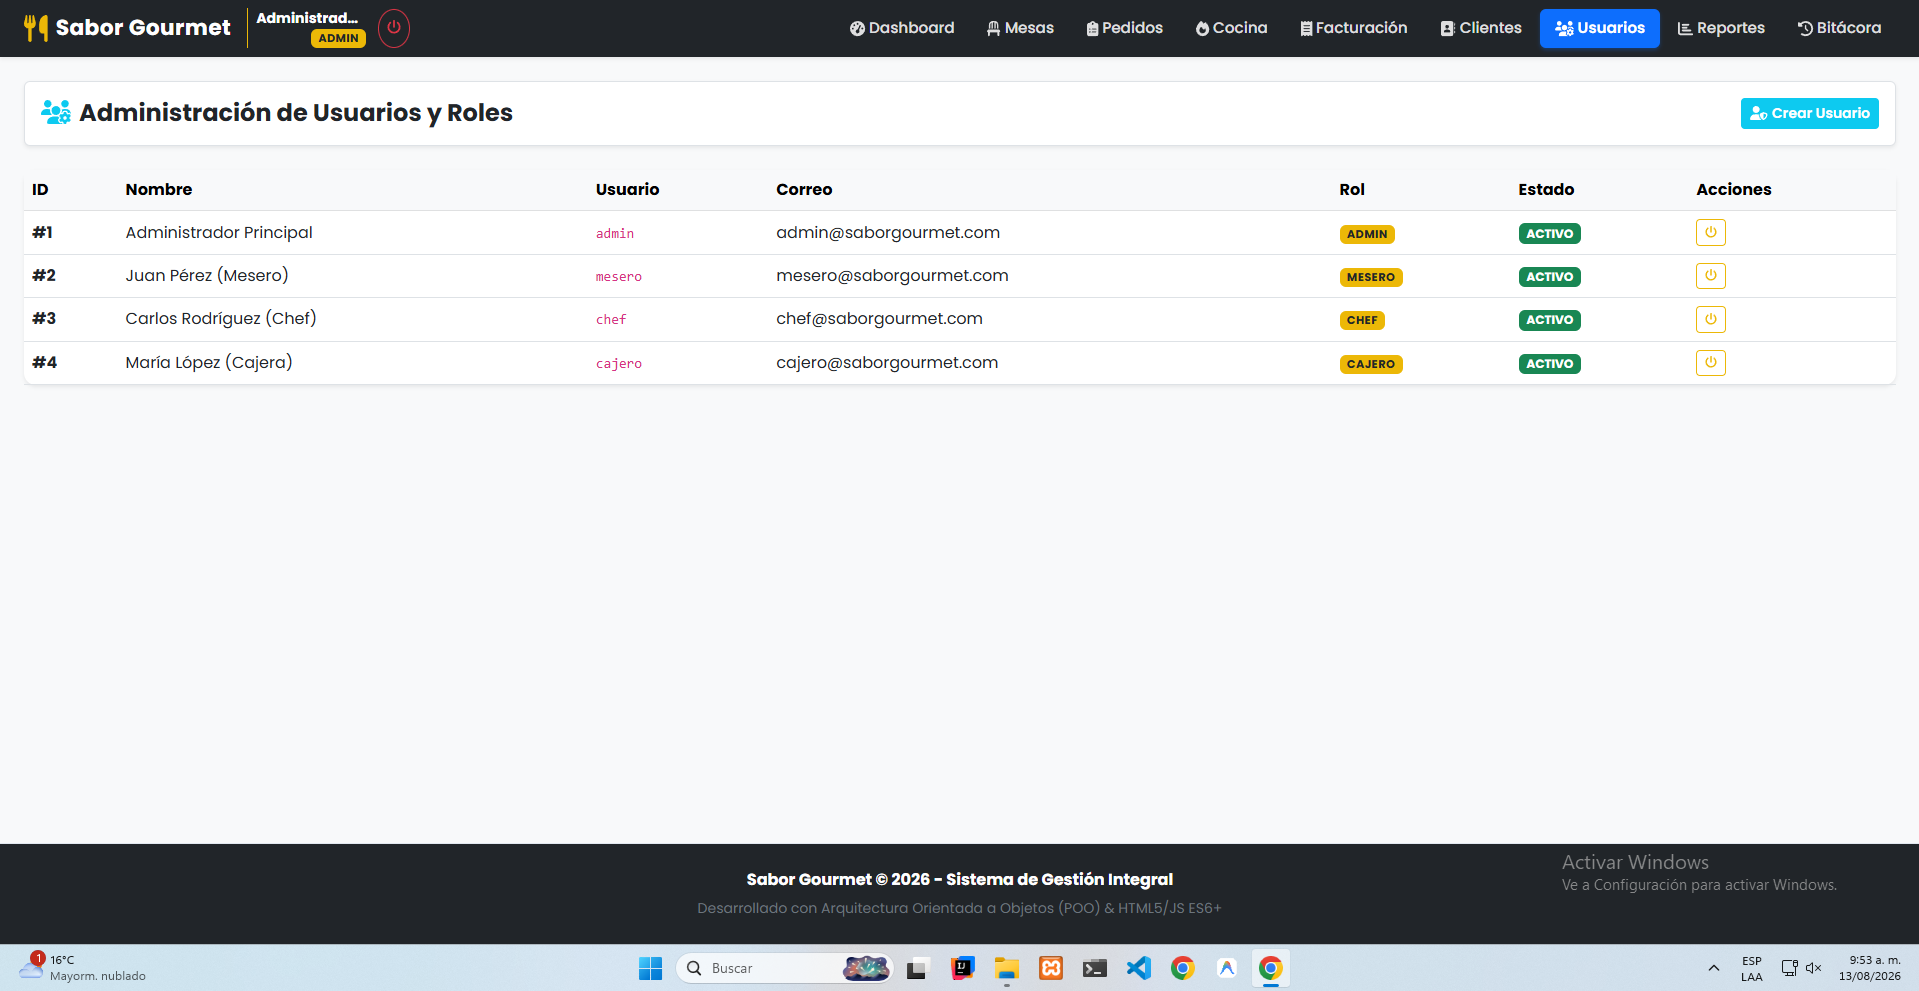 Sabor Gourmet
Administrad...
ADMIN
Dashboard
Mesas
Pedidos
Cocina
Facturación
Clientes
Usuarios
Reportes
Bitácora
Administración de Usuarios y Roles
Crear Usuario
ID Nombre Usuario Correo Rol Estado Acciones
#1 Administrador Principal admin admin@saborgourmet.com ADMIN ACTIVO
#2 Juan Pérez (Mesero) mesero mesero@saborgourmet.com MESERO ACTIVO
#3 Carlos Rodríguez (Chef) chef chef@saborgourmet.com CHEF ACTIVO
#4 María López (Cajera) cajero cajero@saborgourmet.com CAJERO ACTIVO
Sabor Gourmet © 2026 - Sistema de Gestión Integral
Desarrollado con Arquitectura Orientada a Objetos (POO) & HTML5/JS ES6+
Activar Windows
Ve a Configuración para activar Windows.
1
16°C
Mayorm. nublado
Buscar
ESP
LAA
9:53 a. m.
13/08/2026